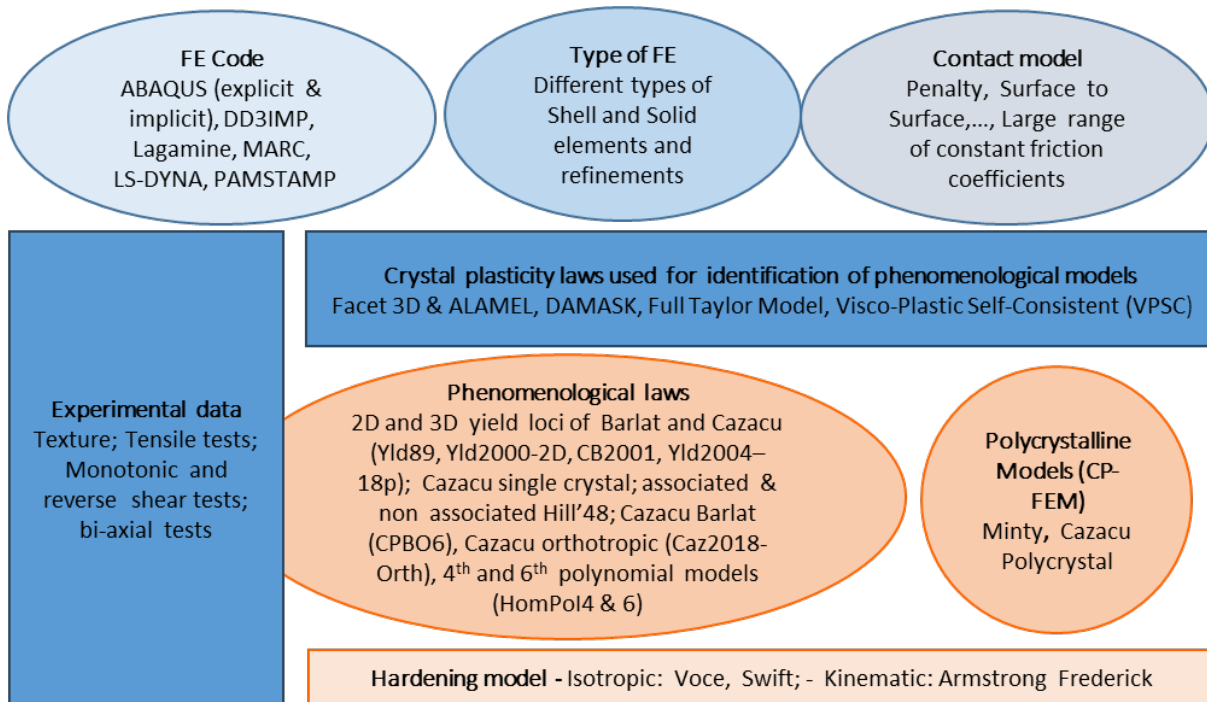 FE Code
ABAQUS (explicit &
implicit), DD3IMP,
Lagamine, MARC,
LS-DYNA, PAMSTAMP
Type of FE
Different types of
Shell and Solid
elements and
refinements
Contact model
Penalty, Surface to
Surface,..., Large range
of constant friction
coefficients
Crystal plasticity laws used for identification of phenomenological models
Facet 3D & ALAMEL, DAMASK, Full Taylor Model, Visco-Plastic Self-Consistent (VPSC)
Experimental data
Texture; Tensile tests;
Monotonic and
reverse shear tests;
bi-axial tests
Phenomenological laws
2D and 3D yield loci of Barlat and Cazacu
(Yld89, Yld2000-2D, CB2001, Yld2004–
18p); Cazacu single crystal; associated &
non associated Hill’48; Cazacu Barlat
(CPBO6), Cazacu orthotropic (Caz2018-
Orth), 4th and 6th polynomial models
(HomPol4 & 6)
Polycrystalline
Models (CP-
FEM)
Minty, Cazacu
Polycrystal
Hardening model - Isotropic: Voce, Swift; - Kinematic: Armstrong Frederick